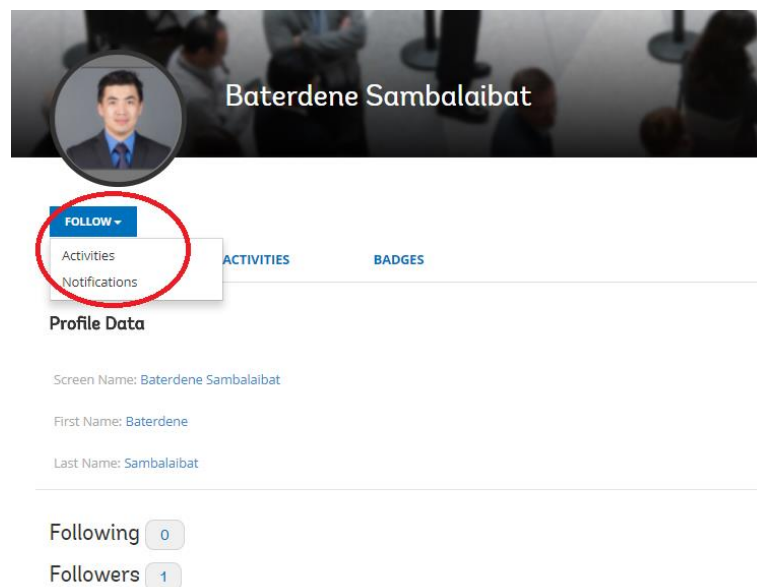 Baterdene Sambalaibat
FOLLOW
Activities
Notifications
ACTIVITIES
BADGES
Profile Data
Screen Name: Baterdene Sambalaibat
First Name: Baterdene
Last Name: Sambalaibat
Following 0
Followers 1